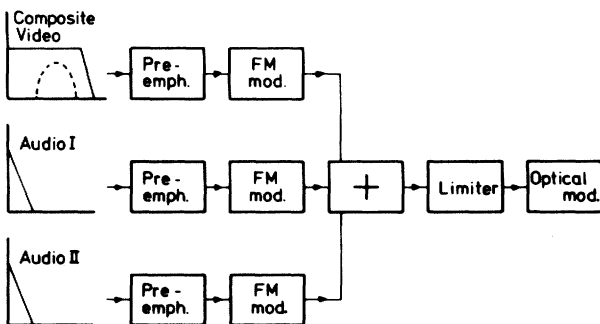 Composite
Video
Pre-
emph.
FM
mod.
Audio I
Pre-
emph.
FM
mod.
+
Limiter
Optical
mod.
Audio II
Pre-
emph.
FM
mod.